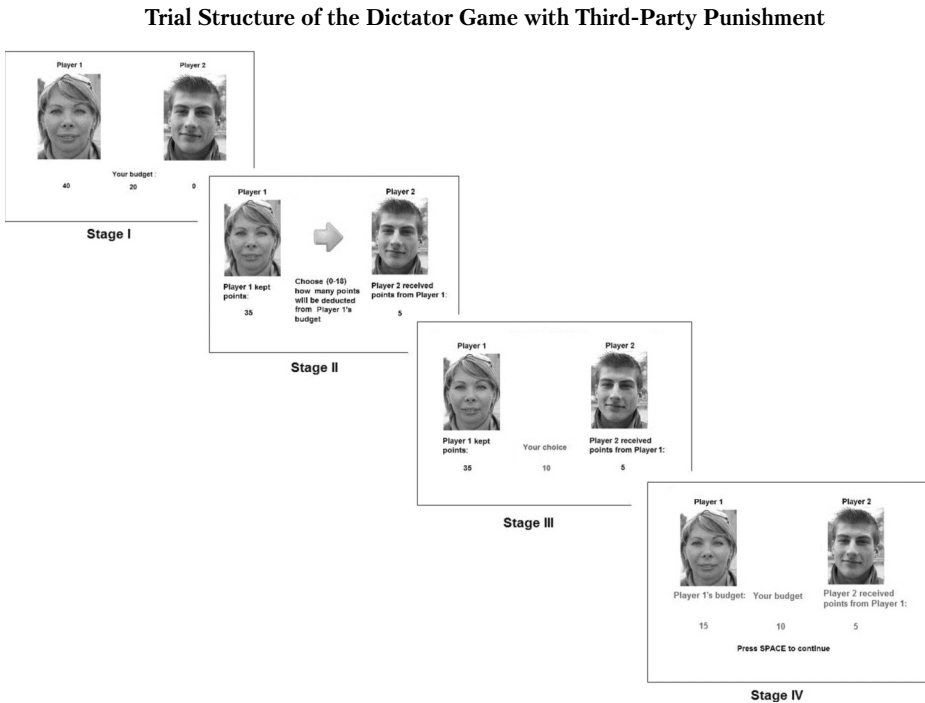 Trial Structure of the Dictator Game with Third-Party Punishment
Player 1
Player 2
Your budget :
40
20
0
Stage I
Player 1
Player 2
Player 1 kept
points:
35
Choose (0-18)
how many points
will be deducted
from Player 1's
budget
Player 2 received
points from Player 1:
5
Stage II
Player 1
Player 2
Player 1 kept
points:
35
Your choice
10
Player 2 received
points from Player 1:
5
Stage III
Player 1
Player 2
Player 1's budget:
Your budget
Player 2 received
points from Player 1:
15
10
5
Press SPACE to continue
Stage IV